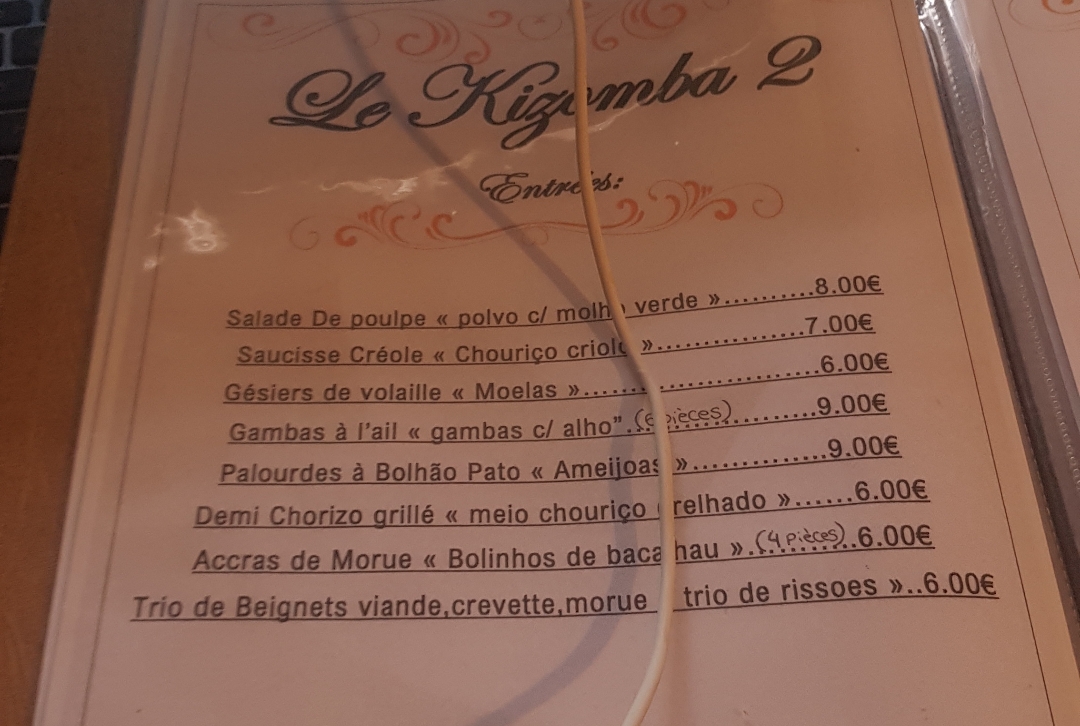 Le Kizomba 2
Entrées:
Salade De poulpe « polvo c/ molho verde »..........8.00€
Saucisse Créole « Chouriço criolo »................7.00€
Gésiers de volaille « Moelas »..........................6.00€
Gambas à l'ail « gambas c/ alho".(6 pièces)..........9.00€
Palourdes à Bolhão Pato « Ameijoas »...............9.00€
Demi Chorizo grillé « meio chouriço grelhado »......6.00€
Accras de Morue « Bolinhos de bacalhau ».(4 pièces)..6.00€
Trio de Beignets viande,crevette,morue « trio de rissoes »..6.00€